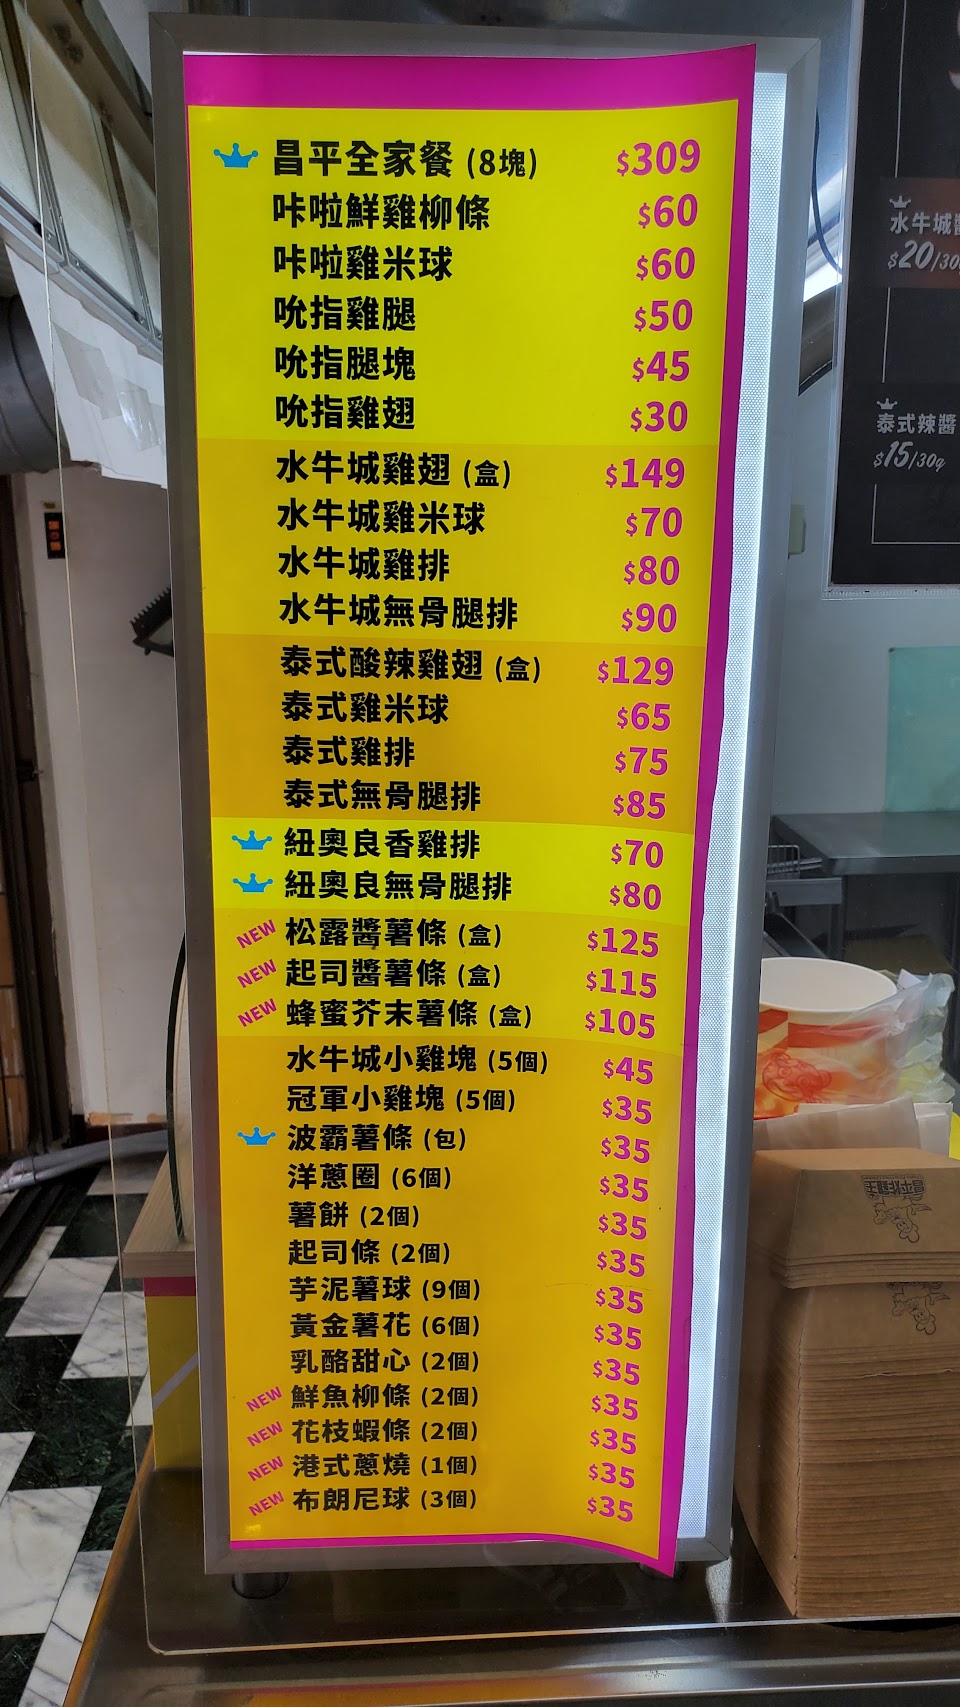 昌平全家餐 (8塊) $309
咔啦鮮雞柳條 $60
咔啦雞米球 $60
吮指雞腿 $50
吮指腿塊 $45
吮指雞翅 $30
水牛城雞翅 (盒) $149
水牛城雞米球 $70
水牛城雞排 $80
水牛城無骨腿排 $90
泰式酸辣雞翅 (盒) $129
泰式雞米球 $65
泰式雞排 $75
泰式無骨腿排 $85
紐奧良香雞排 $70
紐奧良無骨腿排 $80
NEW 松露醬薯條 (盒) $125
NEW 起司醬薯條 (盒) $115
NEW 蜂蜜芥末薯條 (盒) $105
水牛城小雞塊 (5個) $45
冠軍小雞塊 (5個) $35
波霸薯條 (包) $35
洋蔥圈 (6個) $35
薯餅 (2個) $35
起司條 (2個) $35
芋泥薯球 (9個) $35
黃金薯花 (6個) $35
乳酪甜心 (2個) $35
NEW 鮮魚柳條 (2個) $35
NEW 花枝蝦條 (2個) $35
NEW 港式蔥燒 (1個) $35
NEW 布朗尼球 (3個) $35
水牛城
$20/30
泰式辣醬
$15/30g
昌平炸雞王